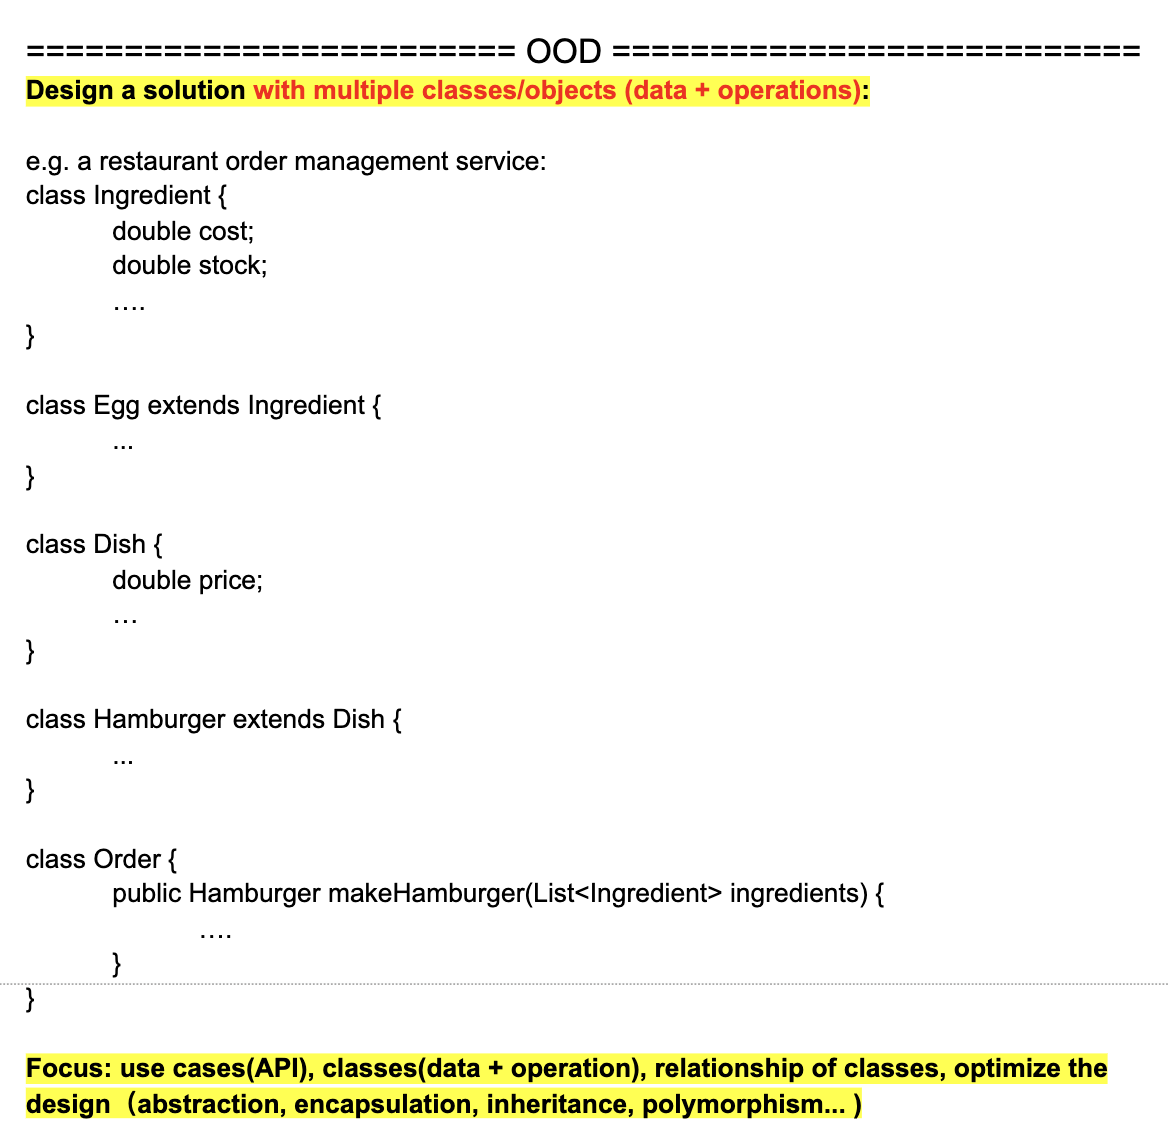 ========================= OOD ===========================
Design a solution with multiple classes/objects (data + operations):
e.g. a restaurant order management service:
class Ingredient {
double cost;
double stock;
….
}
class Egg extends Ingredient {
...
}
class Dish {
double price;
…
}
class Hamburger extends Dish {
...
}
class Order {
public Hamburger makeHamburger(List<Ingredient> ingredients) {
….
}
}
Focus: use cases(API), classes(data + operation), relationship of classes, optimize the
design（abstraction, encapsulation, inheritance, polymorphism... )